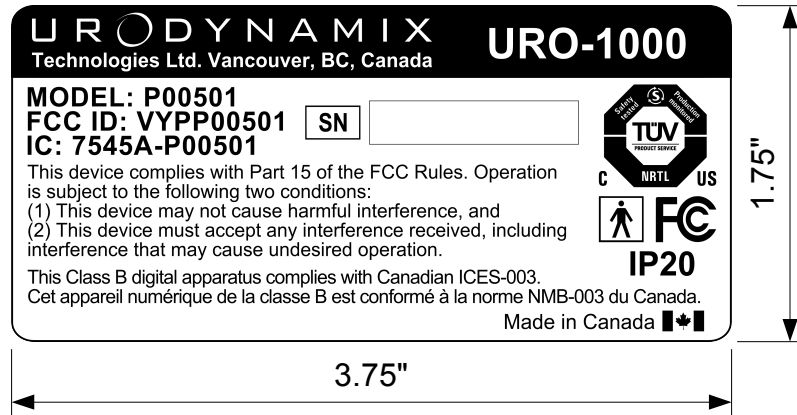 URODYNAMIX
Technologies Ltd. Vancouver, BC, Canada
URO-1000
MODEL: P00501
FCC ID: VYPP00501
IC: 7545A-P00501
SN
This device complies with Part 15 of the FCC Rules. Operation
is subject to the following two conditions:
(1) This device may not cause harmful interference, and
(2) This device must accept any interference received, including
interference that may cause undesired operation.
This Class B digital apparatus complies with Canadian ICES-003.
Cet appareil numérique de la classe B est conformé à la norme NMB-003 du Canada.
Safety tested
S
Production monitored
TÜV
PRODUCT SERVICE
C NRTL US
FC
IP20
Made in Canada
1.75"
3.75"